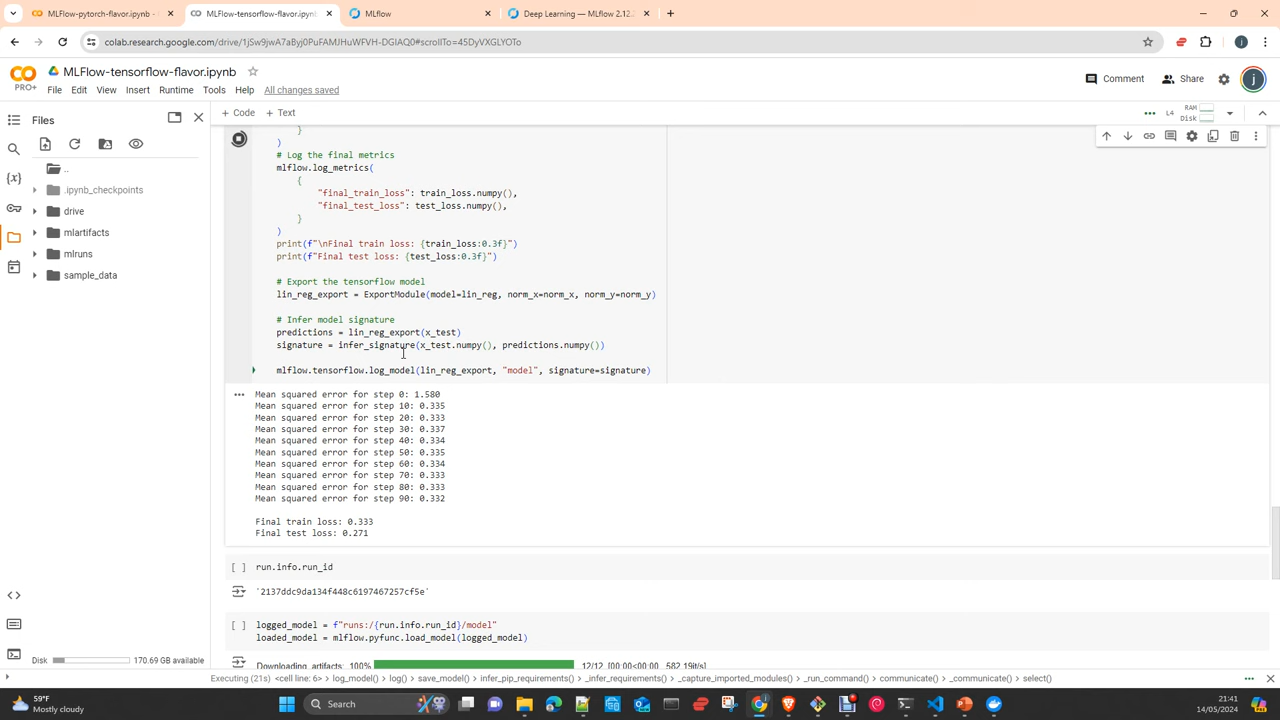 MLFlow-pytorch-flavor.ipynb -
MLFlow-tensorflow-flavor.ipynb
MLflow
Deep Learning — MLflow 2.12.
colab.research.google.com/drive/1jSw9jwA7aByj0PuFAMJHuWFVH-DGIAQ0#scrollTo=45DyVXGLYOTo
MLFlow-tensorflow-flavor.ipynb
PRO+
File Edit View Insert Runtime Tools Help All changes saved
Comment
Share
Files
+ Code + Text
L4
RAM
Disk
..
.ipynb_checkpoints
drive
mlartifacts
mlruns
sample_data
}
)
# Log the final metrics
mlflow.log_metrics(
{
"final_train_loss": train_loss.numpy(),
"final_test_loss": test_loss.numpy(),
}
)
print(f"\nFinal train loss: {train_loss:0.3f}")
print(f"Final test loss: {test_loss:0.3f}")
# Export the tensorflow model
lin_reg_export = ExportModule(model=lin_reg, norm_x=norm_x, norm_y=norm_y)
# Infer model signature
predictions = lin_reg_export(x_test)
signature = infer_signature(x_test.numpy(), predictions.numpy())
mlflow.tensorflow.log_model(lin_reg_export, "model", signature=signature)
Mean squared error for step 0: 1.580
Mean squared error for step 10: 0.335
Mean squared error for step 20: 0.333
Mean squared error for step 30: 0.337
Mean squared error for step 40: 0.334
Mean squared error for step 50: 0.335
Mean squared error for step 60: 0.334
Mean squared error for step 70: 0.333
Mean squared error for step 80: 0.333
Mean squared error for step 90: 0.332
Final train loss: 0.333
Final test loss: 0.271
[ ] run.info.run_id
'2137ddc9da134f448c6197467257cf5e'
[ ] logged_model = f"runs:/{run.info.run_id}/model"
loaded_model = mlflow.pyfunc.load_model(logged_model)
Downloading artifacts: 100% 12/12 [00:00<00:00, 582.19it/s]
Disk 170.69 GB available
Executing (21s) <cell line: 6> > log_model() > log() > save_model() > infer_pip_requirements() > _infer_requirements() > _capture_imported_modules() > _run_command() > communicate() > _communicate() > select()
59°F
Mostly cloudy
Search
21:41
14/05/2024